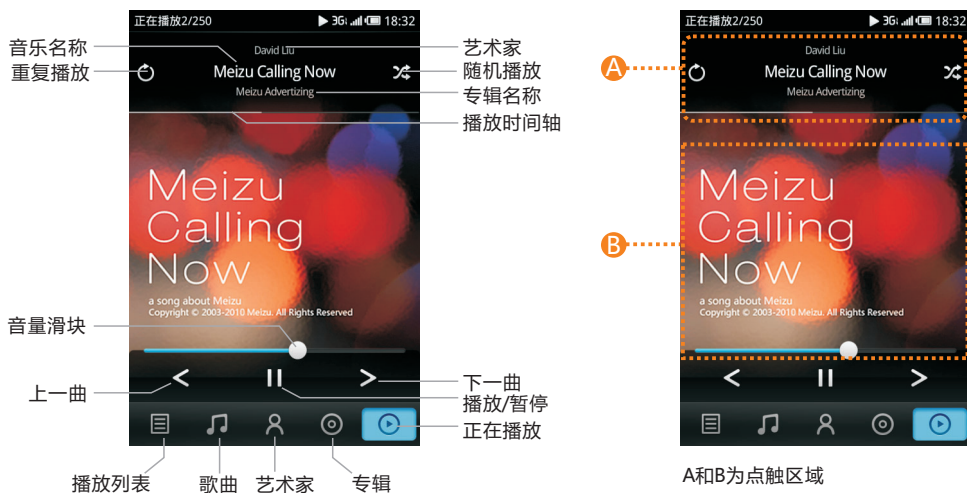 正在播放2/250
3G
18:32
音乐名称
重复播放
David Liu
Meizu Calling Now
Meizu Advertizing
艺术家
随机播放
专辑名称
播放时间轴
Meizu
Calling
Now
a song about Meizu
Copyright © 2003-2010 Meizu. All Rights Reserved
音量滑块
上一曲
下一曲
播放/暂停
正在播放
播放列表
歌曲
艺术家
专辑
正在播放2/250
3G
18:32
A
David Liu
Meizu Calling Now
Meizu Advertizing
B
Meizu
Calling
Now
a song about Meizu
Copyright © 2003-2010 Meizu. All Rights Reserved
A和B为点触区域